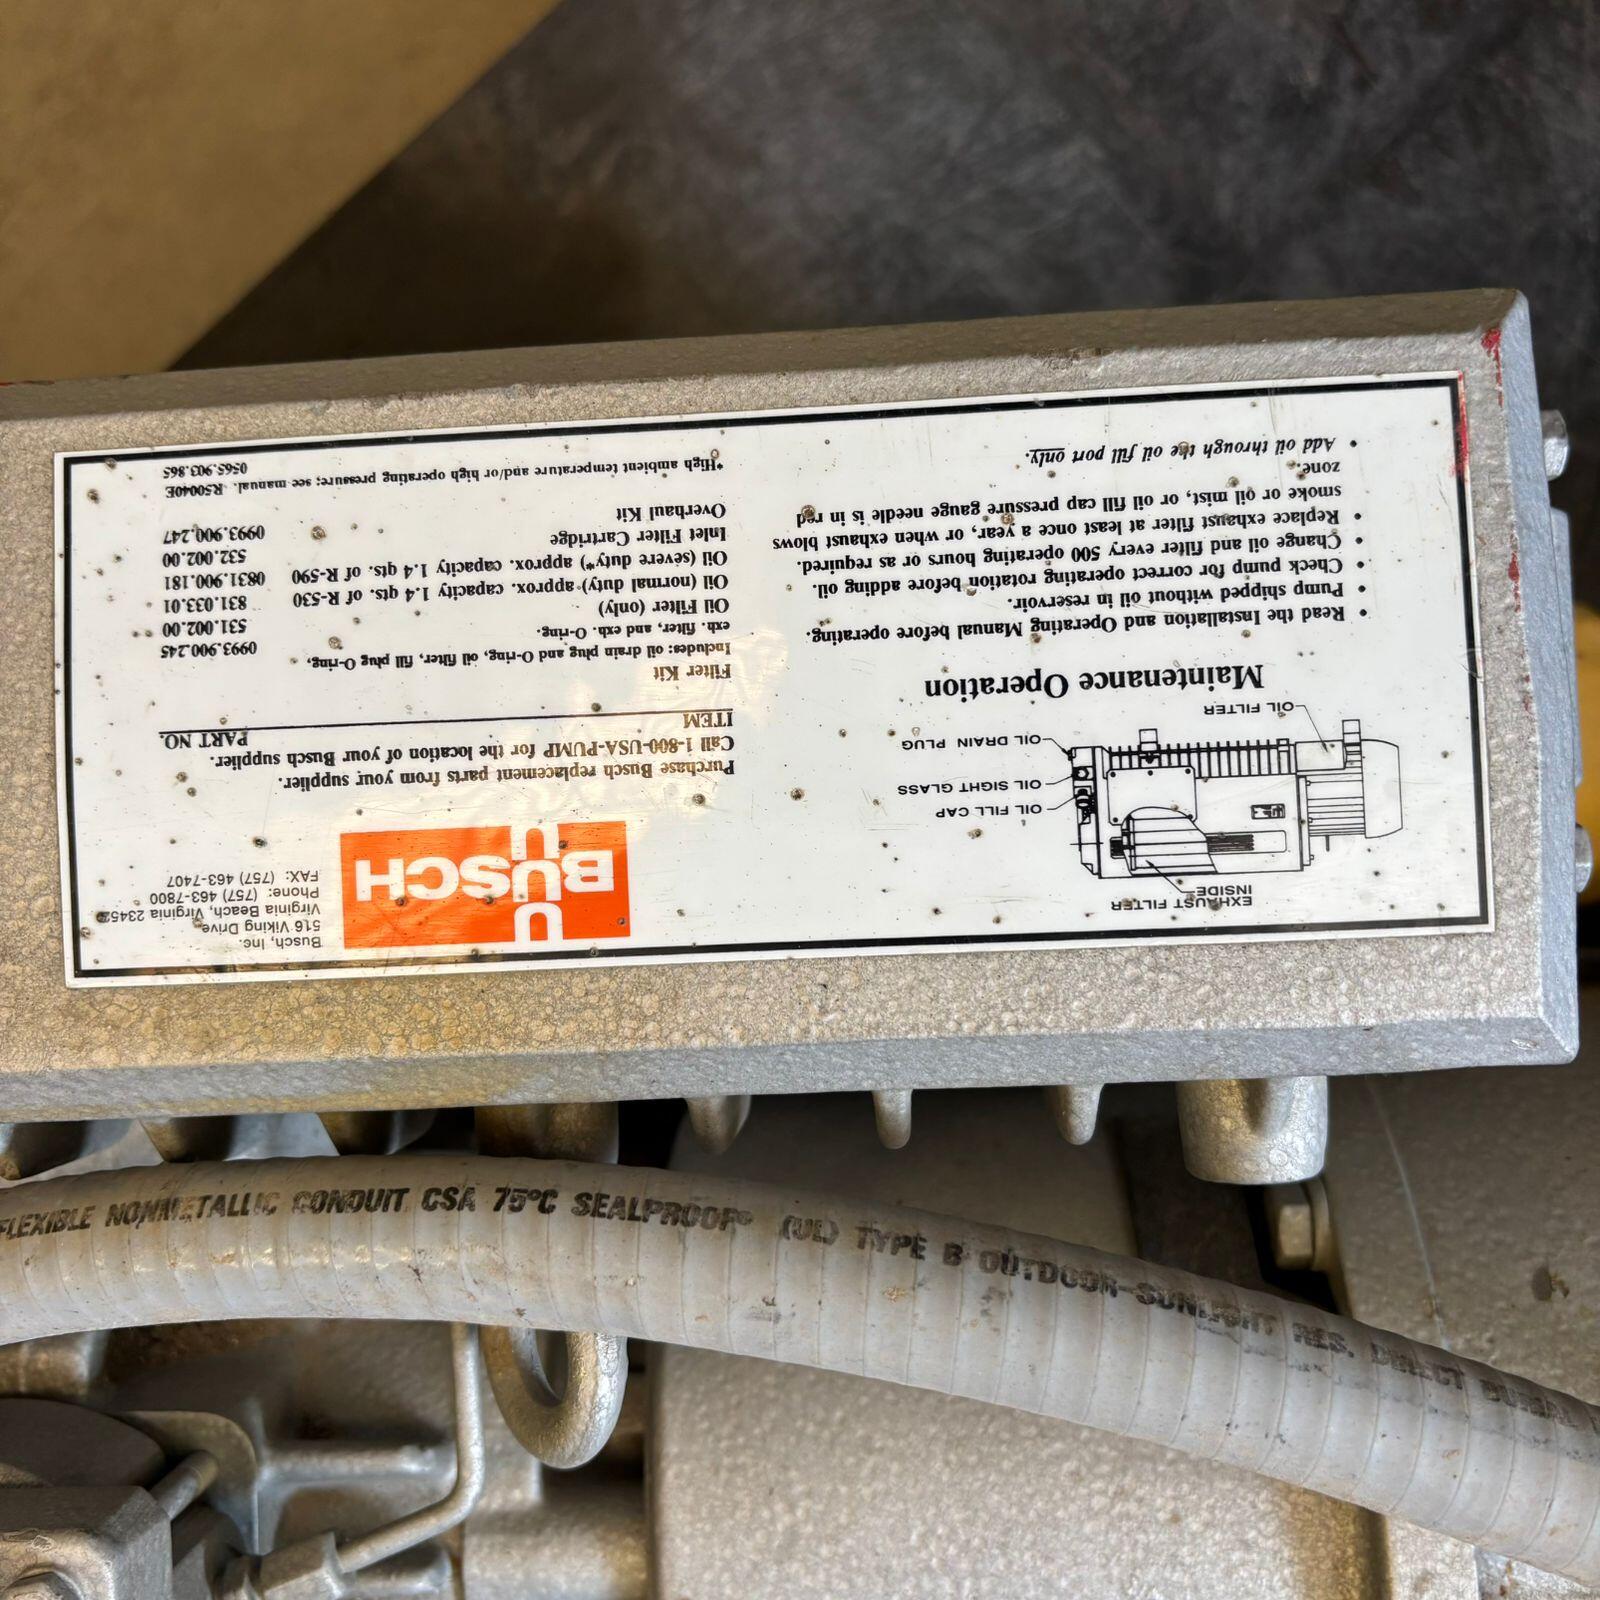 BUSCH
Busch, Inc.
516 Viking Drive
Virginia Beach, Virginia 23452
Phone: (757) 463-7800
FAX: (757) 463-7407
Purchase Busch replacement parts from your supplier.
Call 1-800-USA-PUMP for the location of your Busch supplier.
ITEM PART NO.
Filter Kit
Includes: oil drain plug and O-ring, oil filter, fill plug O-ring,
exh. filter, and exh. O-ring. 0993.900.245
Oil Filter (only) 531.002.00
Oil (normal duty) approx. capacity 1.4 qts. of R-530 831.033.01
Oil (severe duty*) approx. capacity 1.4 qts. of R-590 0831.900.181
Inlet Filter Cartridge 532.002.00
Overhaul Kit 0993.900.247
*High ambient temperature and/or high operating pressure; see manual. R50040E
0565.903.865
EXHAUST FILTER
INSIDE
OIL FILL CAP
OIL SIGHT GLASS
OIL DRAIN PLUG
OIL FILTER
Maintenance Operation
• Read the Installation and Operating Manual before operating.
• Pump shipped without oil in reservoir.
• Check pump for correct operating rotation before adding oil.
• Change oil and filter every 500 operating hours or as required.
• Replace exhaust filter at least once a year, or when exhaust blows
smoke or oil mist, or oil fill cap pressure gauge needle is in red
zone.
• Add oil through the oil fill port only.
FLEXIBLE NONMETALLIC CONDUIT CSA 75°C SEALPROOF® (UL) TYPE B OUTDOOR-SUNLIGHT RES. DIRECT BURIAL